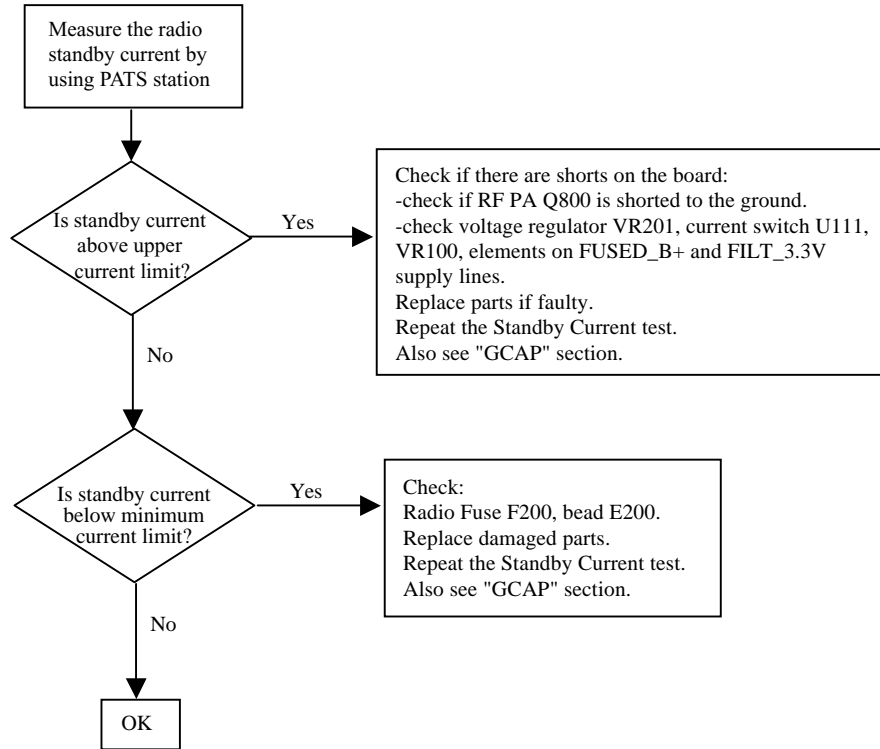 Measure the radio
standby current by
using PATS station
Is standby current
above upper
current limit?
Yes
Check if there are shorts on the board:
-check if RF PA Q800 is shorted to the ground.
-check voltage regulator VR201, current switch U111,
VR100, elements on FUSED_B+ and FILT_3.3V
supply lines.
Replace parts if faulty.
Repeat the Standby Current test.
Also see "GCAP" section.
No
Is standby current
below minimum
current limit?
Yes
Check:
Radio Fuse F200, bead E200.
Replace damaged parts.
Repeat the Standby Current test.
Also see "GCAP" section.
No
OK